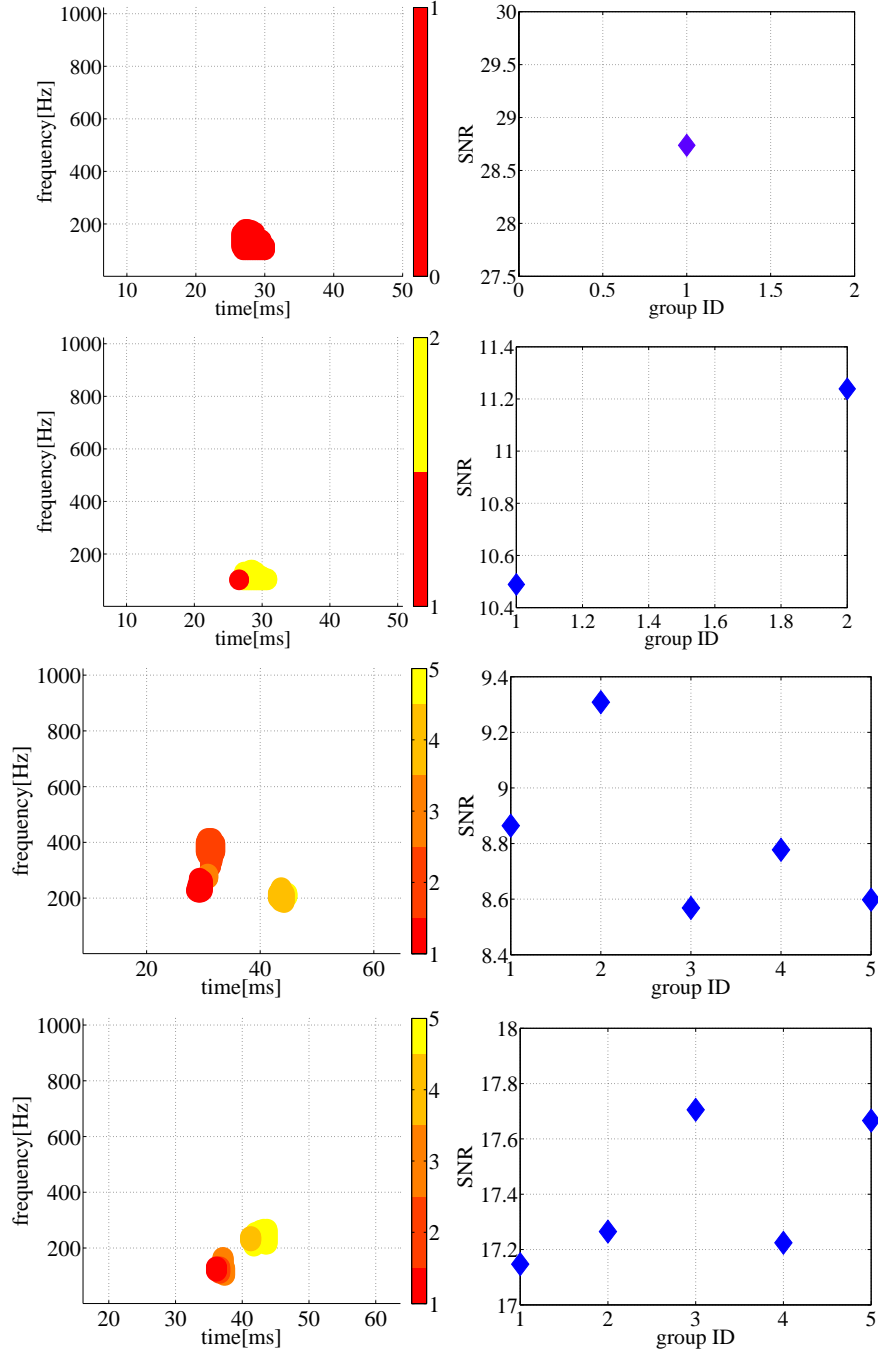 1000
800
600
400
200
10 20 30 40 50
time[ms]
frequency[Hz]
1
0
30
29.5
29
28.5
28
27.5
0 0.5 1 1.5 2
group ID
SNR
1000
800
600
400
200
10 20 30 40 50
time[ms]
frequency[Hz]
2
1
11.4
11.2
11
10.8
10.6
10.4
1 1.2 1.4 1.6 1.8 2
group ID
SNR
1000
800
600
400
200
20 40 60
time[ms]
frequency[Hz]
5
4
3
2
1
9.4
9.2
9
8.8
8.6
8.4
1 2 3 4 5
group ID
SNR
1000
800
600
400
200
20 30 40 50 60
time[ms]
frequency[Hz]
5
4
3
2
1
18
17.8
17.6
17.4
17.2
17
1 2 3 4 5
group ID
SNR